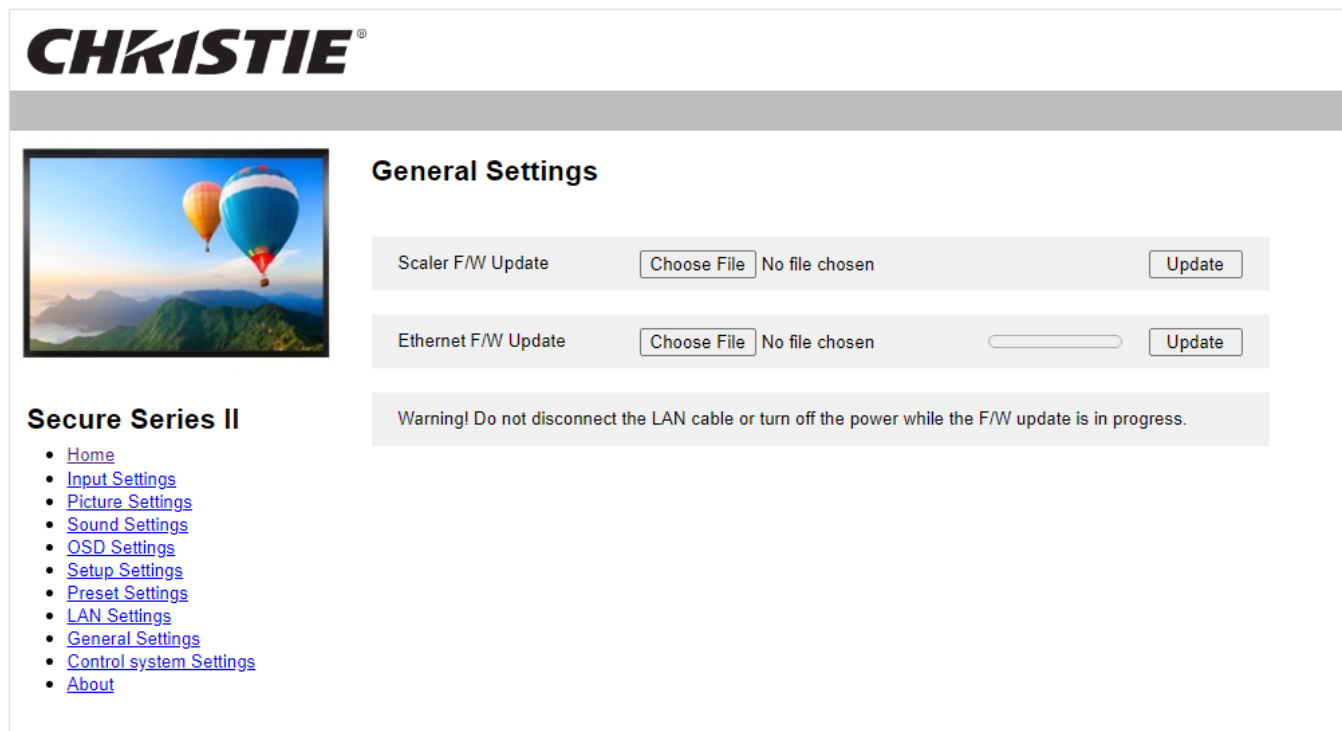 CHRISTIE®
General Settings
Scaler F/W Update Choose File No file chosen Update
Ethernet F/W Update Choose File No file chosen Update
Warning! Do not disconnect the LAN cable or turn off the power while the F/W update is in progress.
Secure Series II
Home
Input Settings
Picture Settings
Sound Settings
OSD Settings
Setup Settings
Preset Settings
LAN Settings
General Settings
Control system Settings
About